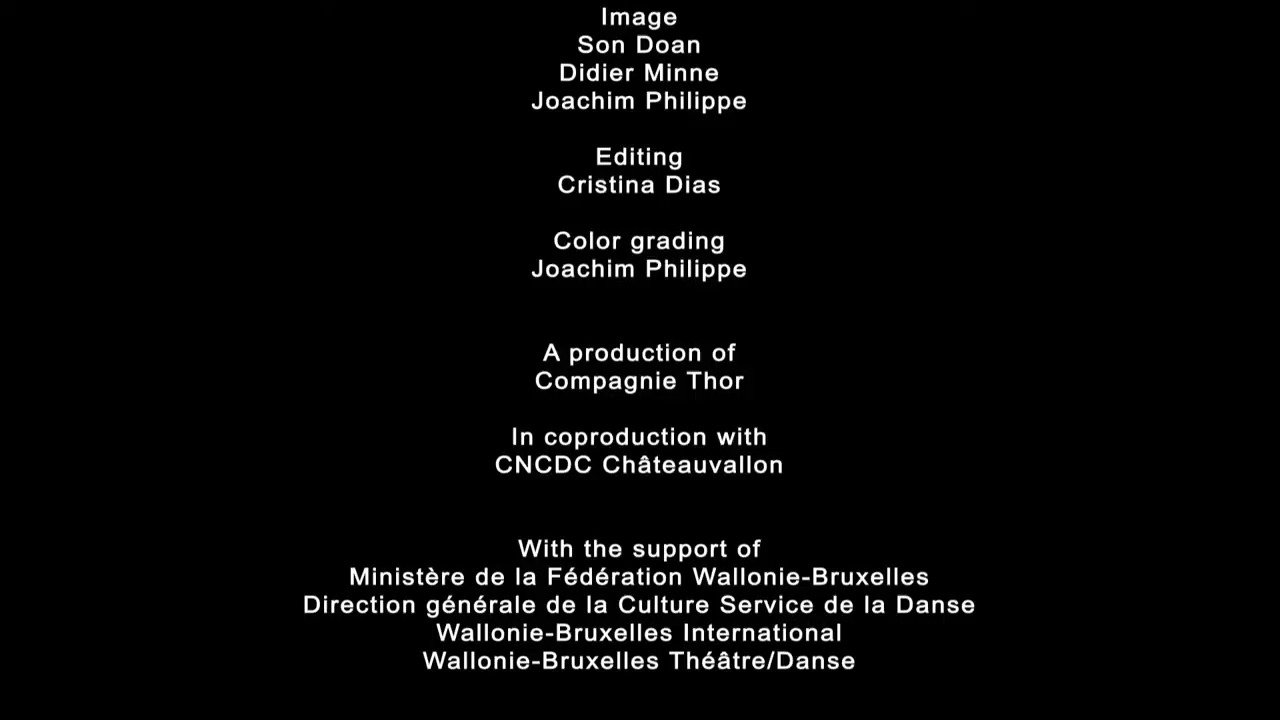 Image
Son Doan
Didier Minne
Joachim Philippe
Editing
Cristina Dias
Color grading
Joachim Philippe
A production of
Compagnie Thor
In coproduction with
CNCDC Châteauvallon
With the support of
Ministère de la Fédération Wallonie-Bruxelles
Direction générale de la Culture Service de la Danse
Wallonie-Bruxelles International
Wallonie-Bruxelles Théâtre/Danse